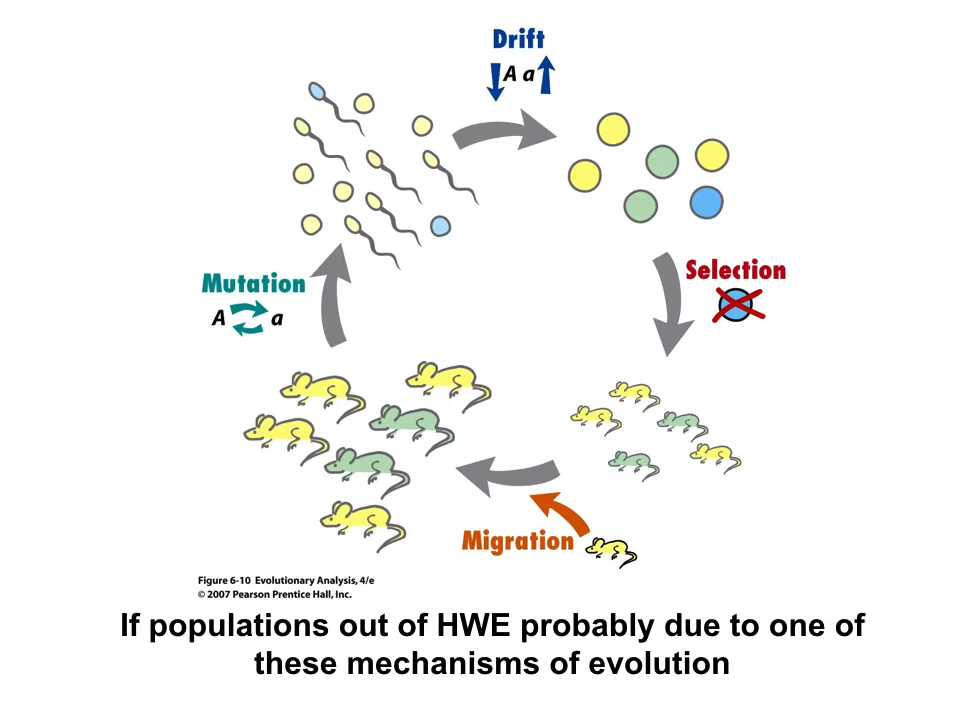 Drift
A a
Mutation
A a
Selection
Migration
Figure 6-10 Evolutionary Analysis, 4/e
© 2007 Pearson Prentice Hall, Inc.
If populations out of HWE probably due to one of
these mechanisms of evolution